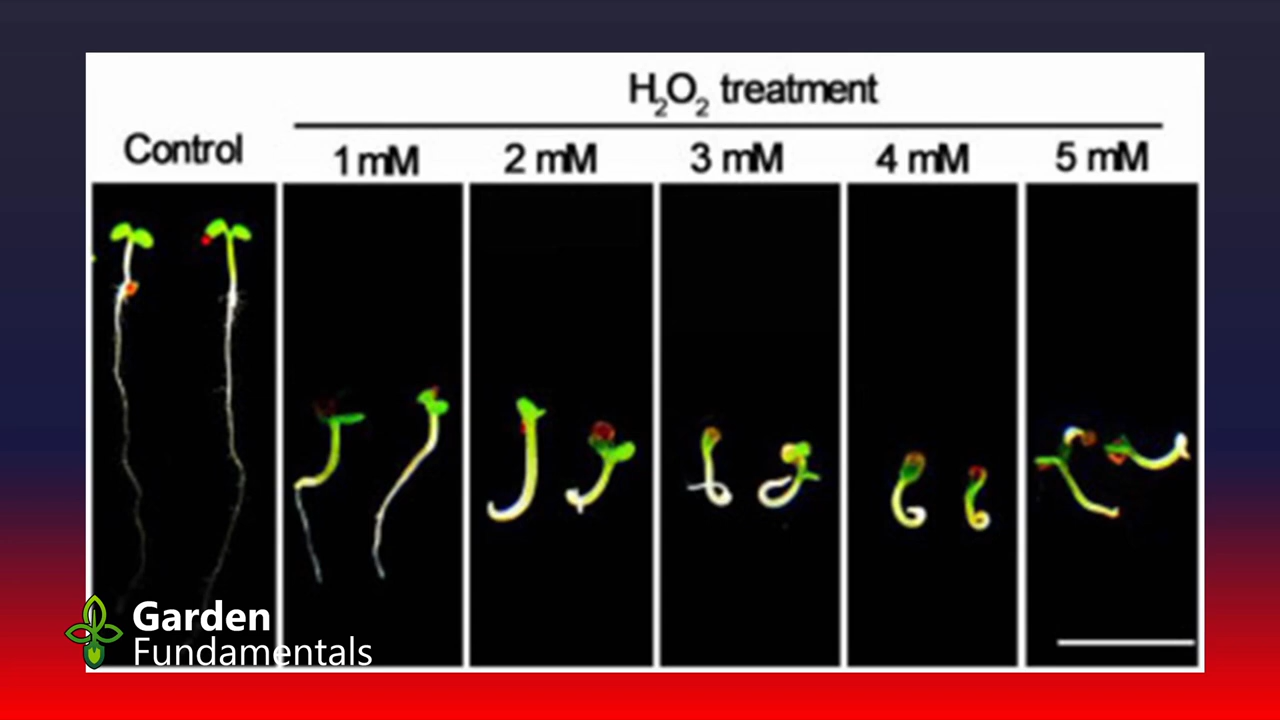 H₂O₂ treatment
Control
1 mM
2 mM
3 mM
4 mM
5 mM
Garden
Fundamentals